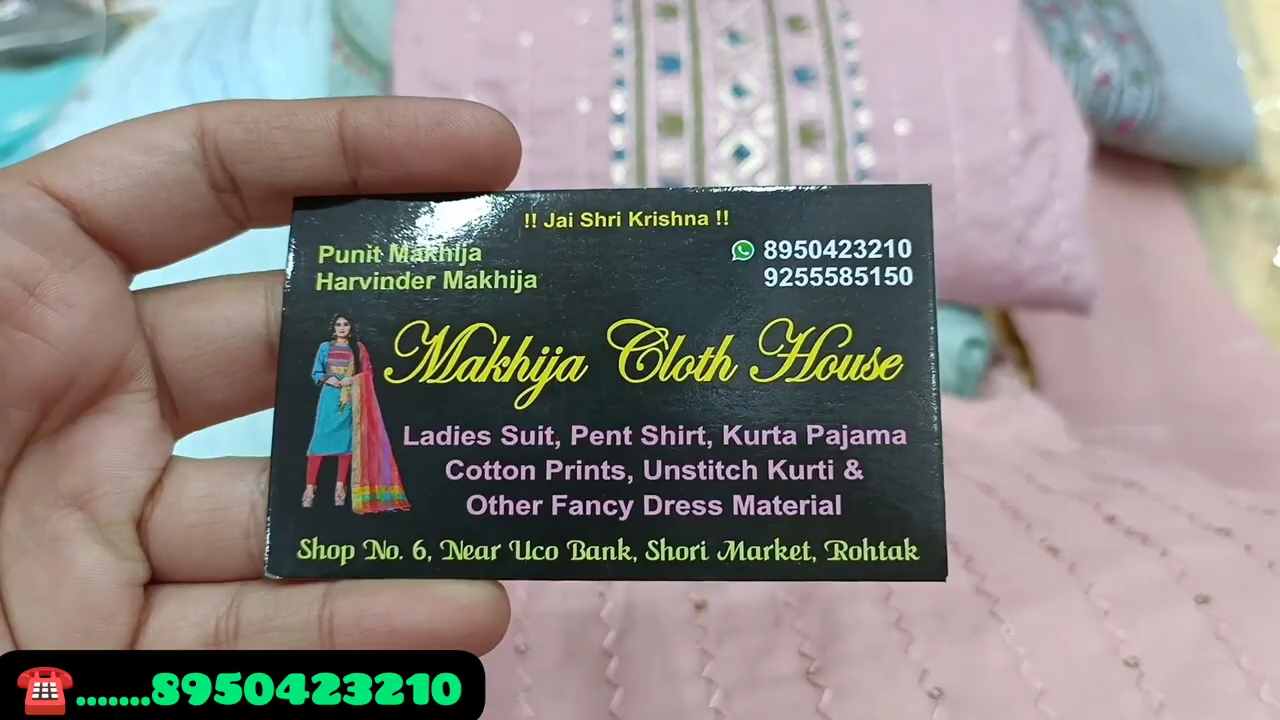 !! Jai Shri Krishna !!
Punit Makhija
Harvinder Makhija
8950423210
9255585150
Makhija Cloth House
Ladies Suit, Pent Shirt, Kurta Pajama
Cotton Prints, Unstitch Kurti &
Other Fancy Dress Material
Shop No. 6, Near Uco Bank, Shori Market, Rohtak
☎️.......8950423210